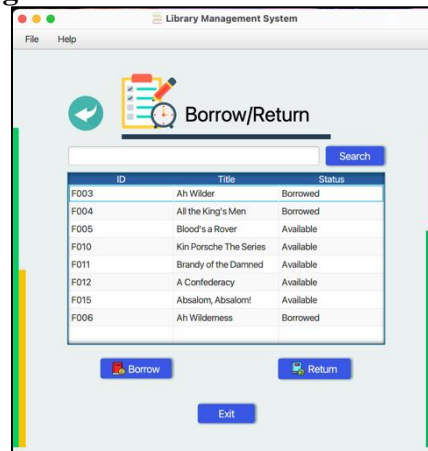 Library Management System
File Help
Borrow/Return
Search
ID Title Status
F003 Ah Wilder Borrowed
F004 All the King's Men Borrowed
F005 Blood's a Rover Available
F010 Kin Porsche The Series Available
F011 Brandy of the Damned Available
F012 A Confederacy Available
F015 Absalom, Absalom! Available
F006 Ah Wilderness Borrowed
Borrow Return
Exit